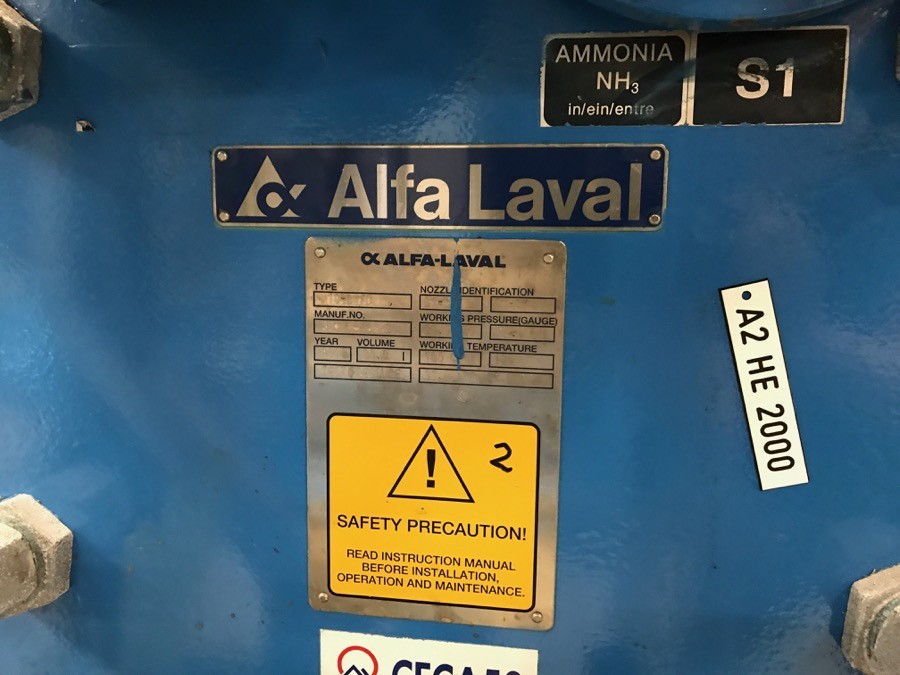 AMMONIA
NH₃
in/ein/entre
S1
Alfa Laval
ALFA-LAVAL
TYPE
NOZZLE IDENTIFICATION
MANUF.NO.
WORKING PRESSURE(GAUGE)
YEAR VOLUME
WORKING TEMPERATURE
l
A2 HE 2000
2
!
SAFETY PRECAUTION!
READ INSTRUCTION MANUAL
BEFORE INSTALLATION,
OPERATION AND MAINTENANCE.